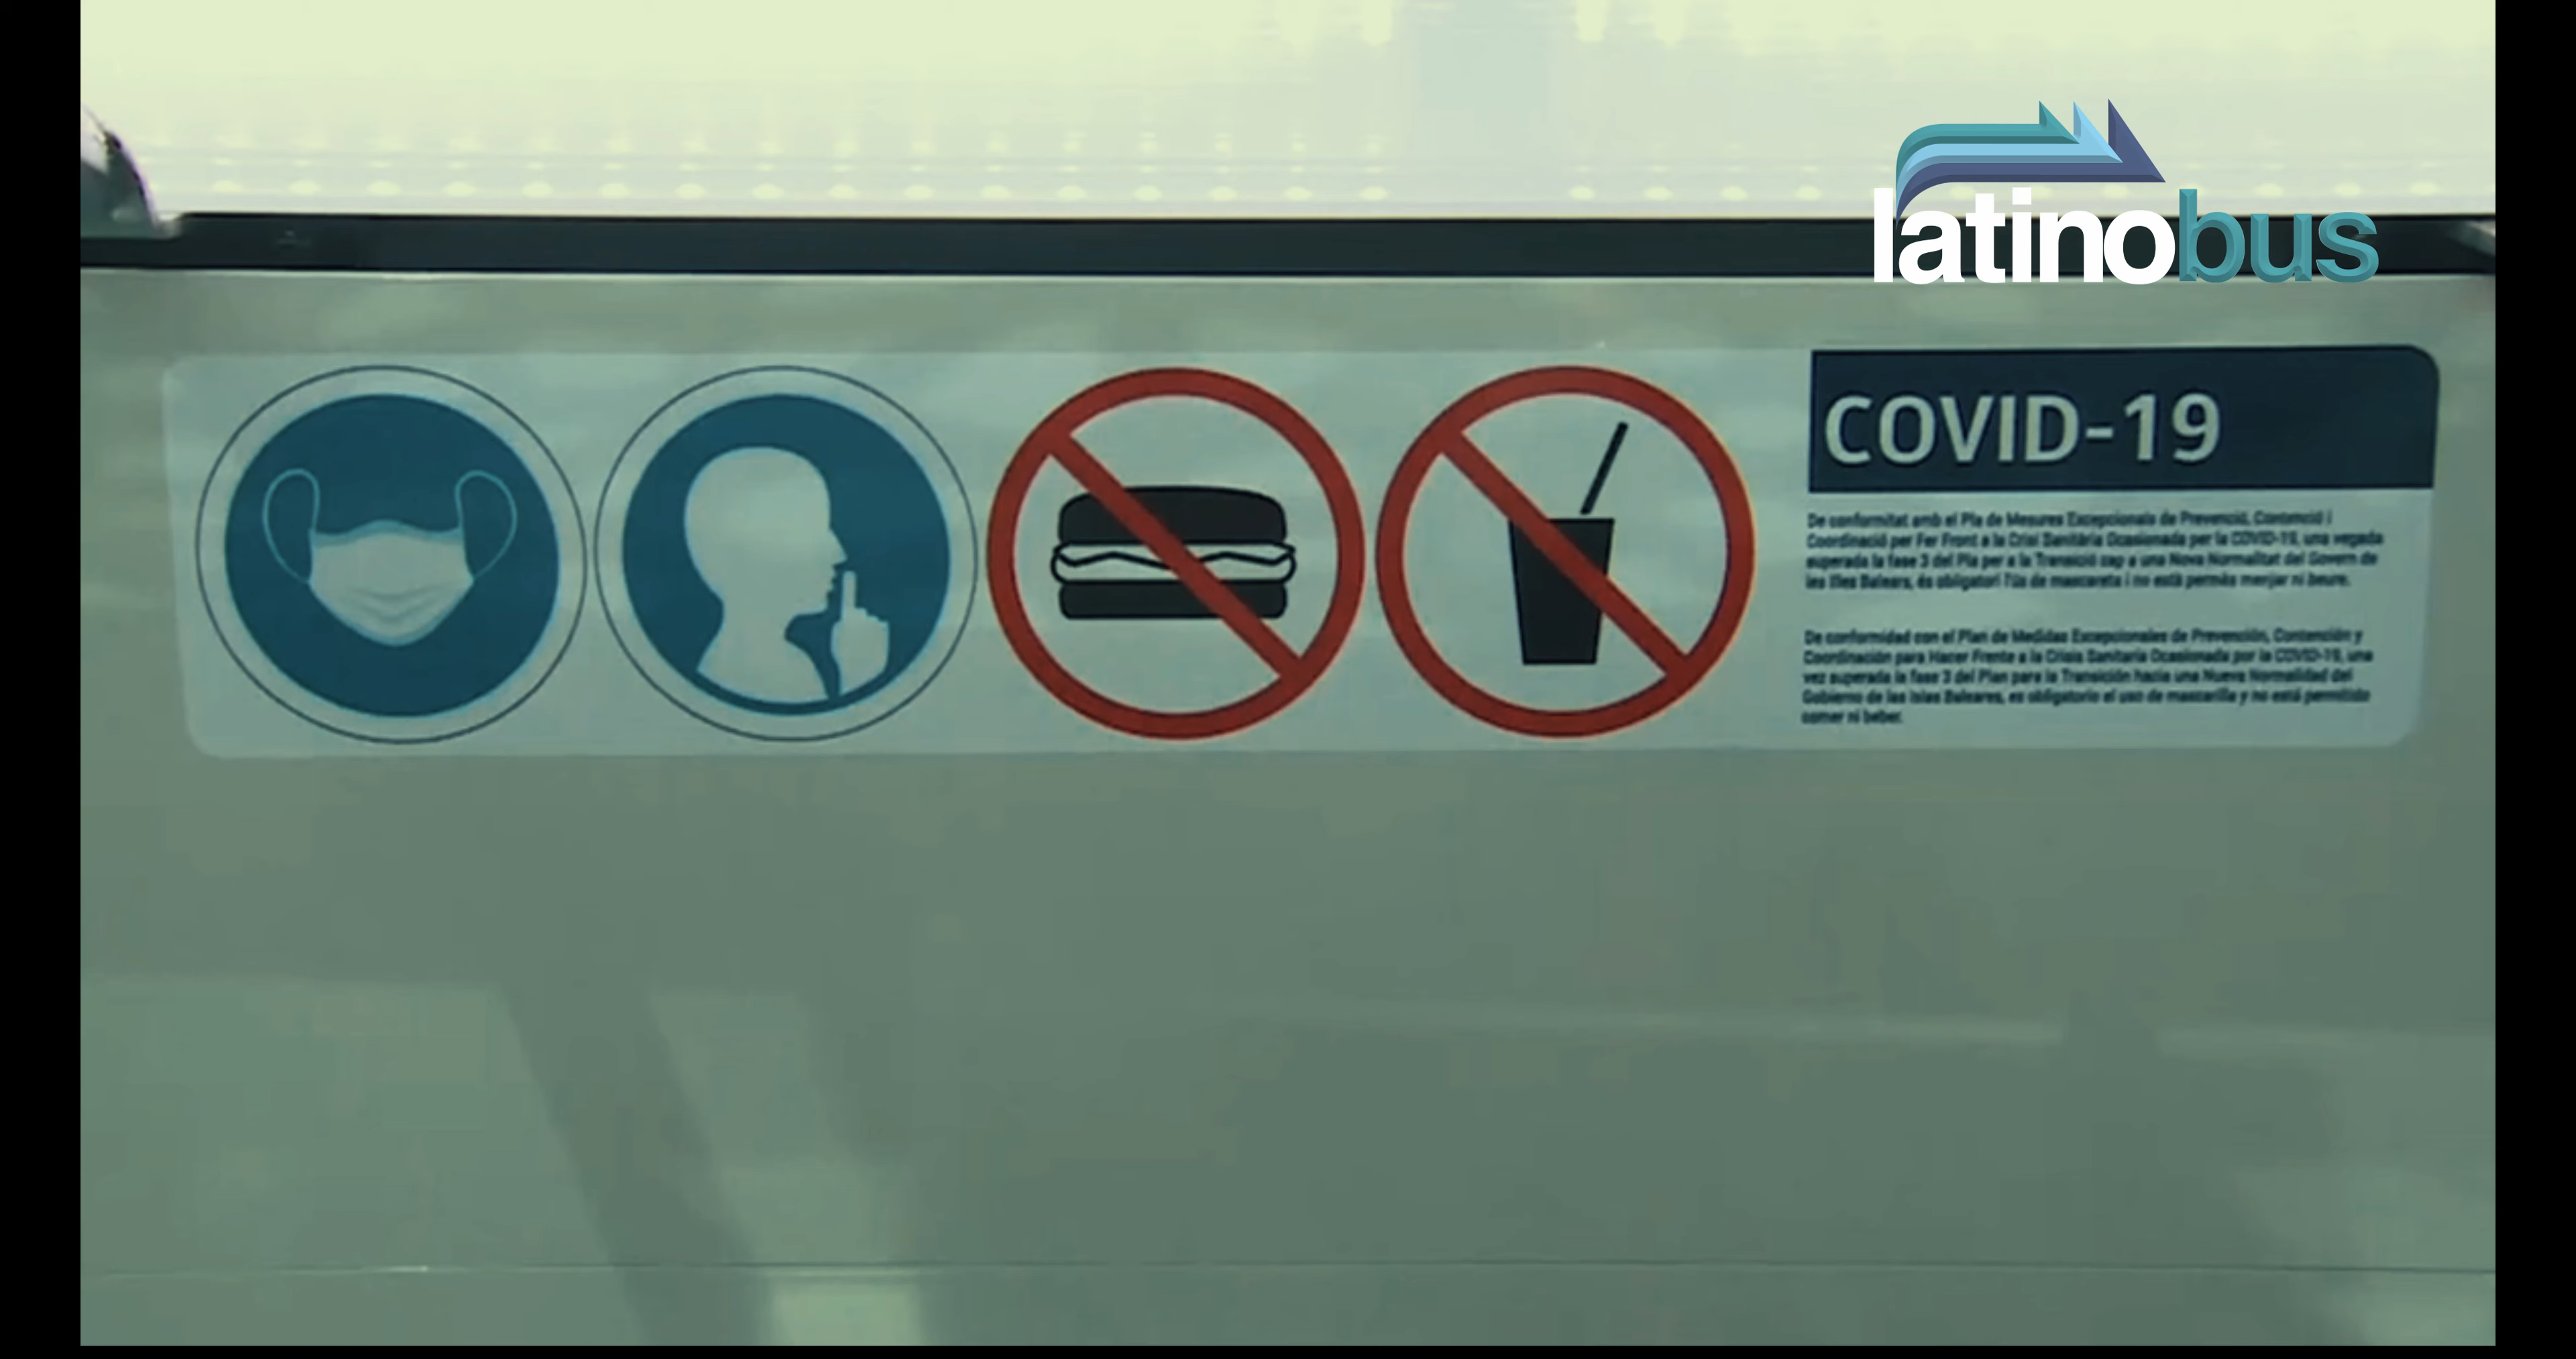 latinobus
COVID-19
De conformitat amb el Pla de Mesures Excepcionals de Prevenció, Contenció i
Coordinació per Fer Front a la Crisi Sanitària Ocasionada per la COVID-19, una vegada
superada la fase 3 del Pla per a la Transició cap a una Nova Normalitat del Govern de
les Illes Balears, és obligatori l'ús de mascareta i no està permès menjar ni beure.
De conformidad con el Plan de Medidas Excepcionales de Prevención, Contención y
Coordinación para Hacer Frente a la Crisis Sanitaria Ocasionada por la COVID-19, una
vez superada la fase 3 del Plan para la Transición hacia una Nueva Normalidad del
Gobierno de las Islas Baleares, es obligatorio el uso de mascarilla y no está permitido
comer ni beber.